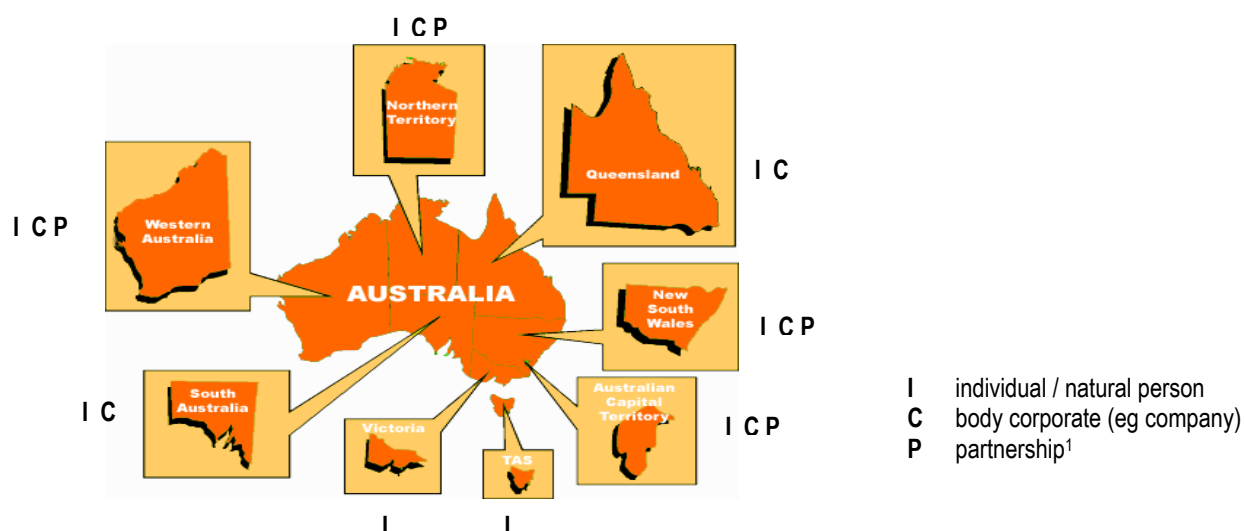 I C P
Northern
Territory
Queensland
I C
Western
Australia
I C P
AUSTRALIA
New
South
Wales
I C P
South
Australia
I C
Victoria
I
TAS
I
Australian
Capital
Territory
I C P
I individual / natural person
C body corporate (eg company)
P partnership¹